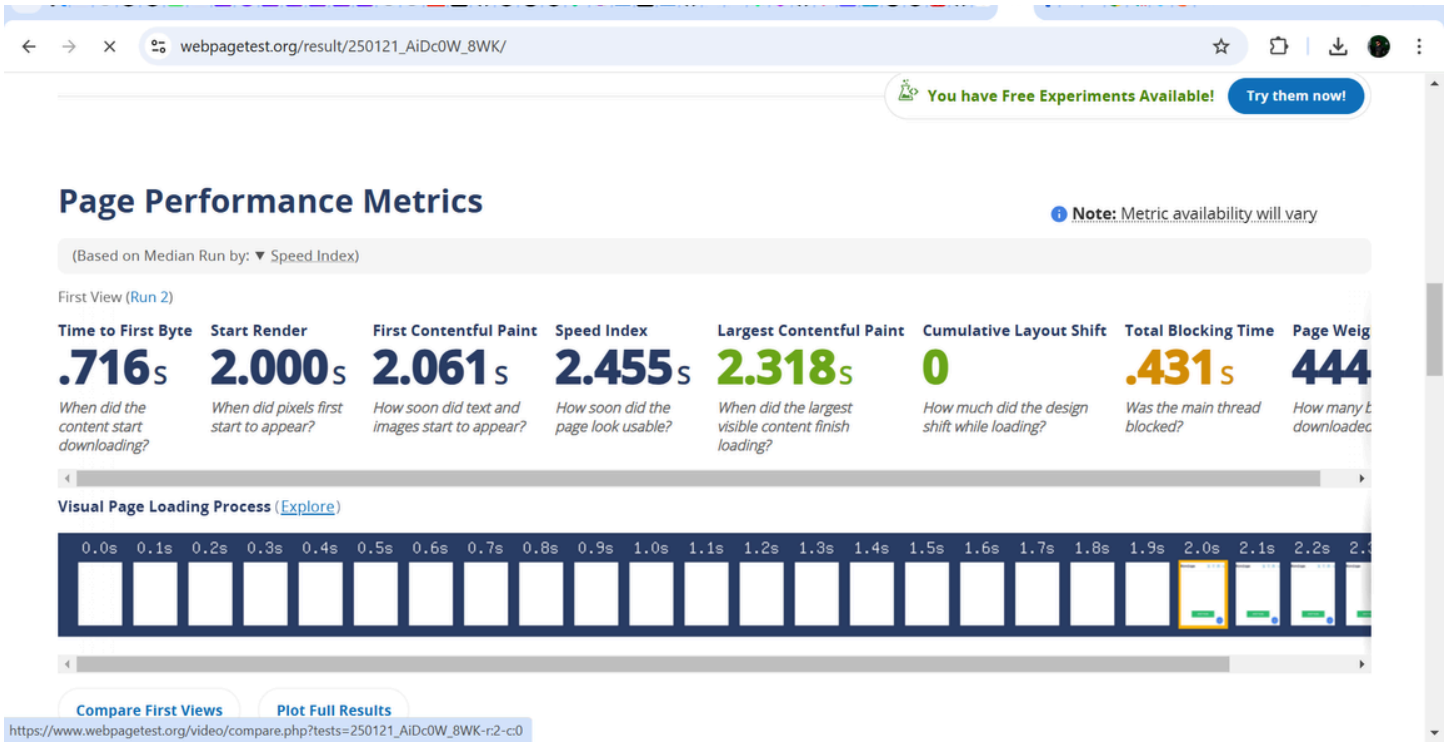 webpagetest.org/result/250121_AiDc0W_8WK/
You have Free Experiments Available! Try them now!
Page Performance Metrics
Note: Metric availability will vary
(Based on Median Run by: ▼ Speed Index)
First View (Run 2)
Time to First Byte Start Render First Contentful Paint Speed Index Largest Contentful Paint Cumulative Layout Shift Total Blocking Time Page Weig
.716s 2.000s 2.061s 2.455s 2.318s 0 .431s 444
When did the When did pixels first How soon did text and How soon did the When did the largest How much did the design Was the main thread How many b
content start start to appear? images start to appear? page look usable? visible content finish shift while loading? blocked? downloaded
downloading? loading?
Visual Page Loading Process (Explore)
0.0s 0.1s 0.2s 0.3s 0.4s 0.5s 0.6s 0.7s 0.8s 0.9s 1.0s 1.1s 1.2s 1.3s 1.4s 1.5s 1.6s 1.7s 1.8s 1.9s 2.0s 2.1s 2.2s 2.3
Compare First Views Plot Full Results
https://www.webpagetest.org/video/compare.php?tests=250121_AiDc0W_8WK-r:2-c:0